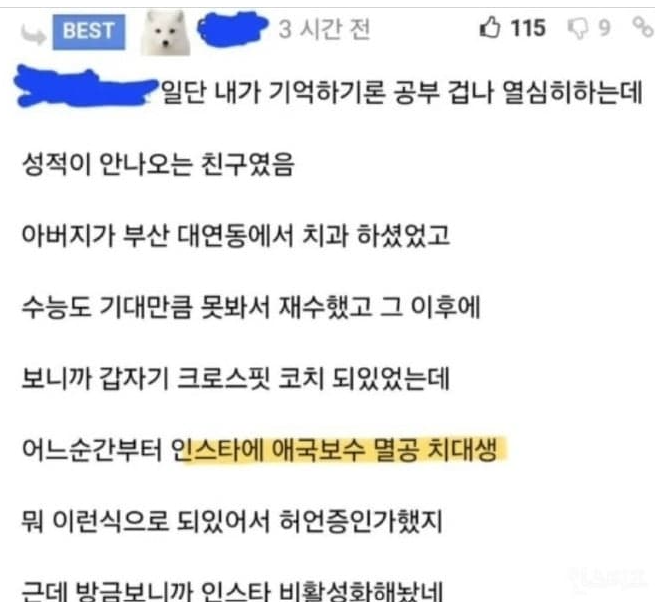 BEST 3 시간 전 115 9
일단 내가 기억하기론 공부 겁나 열심히하는데
성적이 안나오는 친구였음
아버지가 부산 대연동에서 치과 하셨었고
수능도 기대만큼 못봐서 재수했고 그 이후에
보니까 갑자기 크로스핏 코치 되있었는데
어느순간부터 인스타에 애국보수 멸공 치대생
뭐 이런식으로 되있어서 허언증인가했지
근데 방금보니까 인스타 비활성화해놨네